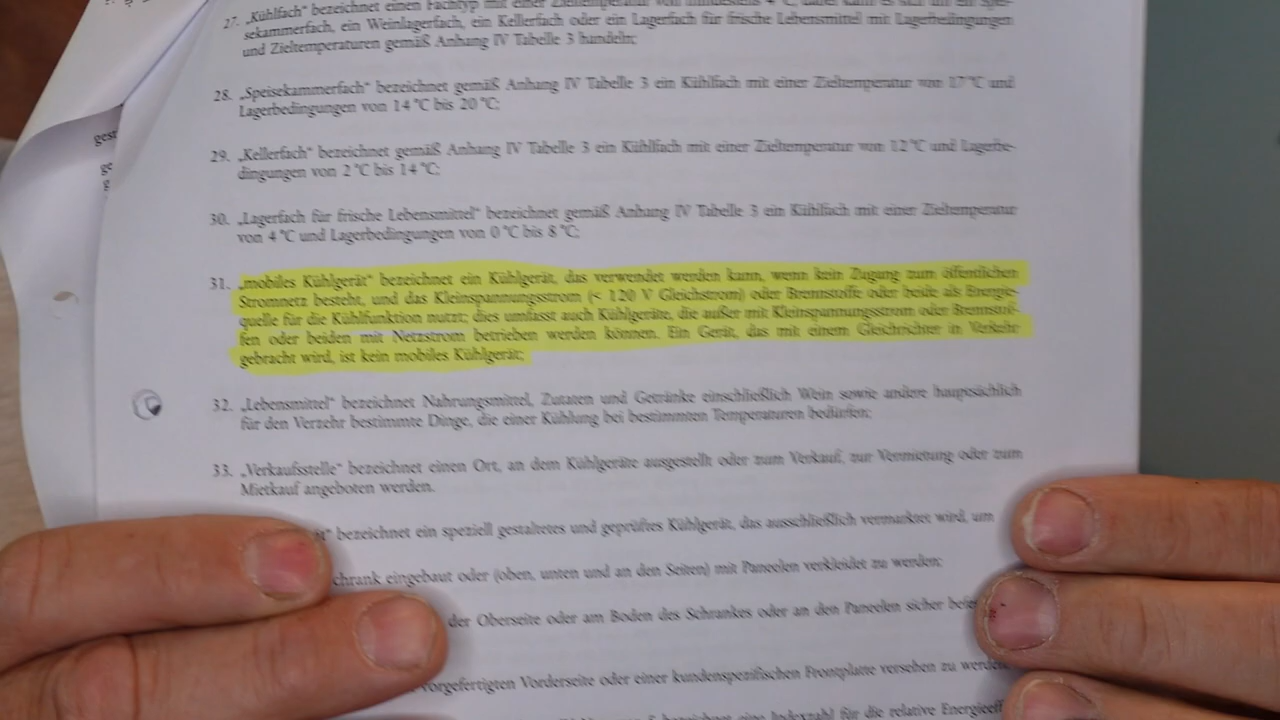 27. „Kühlfach" bezeichnet einen Fachtyp mit einer Zieltemperatur von mindestens 4 °C,
sekammerfach, ein Weinlagerfach, ein Kellerfach oder ein Lagerfach für frische Lebensmittel mit Lagerbedingungen
und Zieltemperaturen gemäß Anhang IV Tabelle 3 handeln;
28. „Speisekammerfach" bezeichnet gemäß Anhang IV Tabelle 3 ein Kühlfach mit einer Zieltemperatur von 17 °C und
Lagerbedingungen von 14 °C bis 20 °C;
gest
29. „Kellerfach" bezeichnet gemäß Anhang IV Tabelle 3 ein Kühlfach mit einer Zieltemperatur von 12 °C und Lagerbe-
dingungen von 2 °C bis 14 °C;
30. „Lagerfach für frische Lebensmittel" bezeichnet gemäß Anhang IV Tabelle 3 ein Kühlfach mit einer Zieltemperatur
von 4 °C und Lagerbedingungen von 0 °C bis 8 °C;
31. „mobiles Kühlgerät" bezeichnet ein Kühlgerät, das verwendet werden kann, wenn kein Zugang zum öffentlichen
Stromnetz besteht, und das Kleinspannungsstrom (< 120 V Gleichstrom) oder Brennstoffe oder beide als Energie-
quelle für die Kühlfunktion nutzt; dies umfasst auch Kühlgeräte, die außer mit Kleinspannungsstrom oder Brennstof-
fen oder beiden mit Netzstrom betrieben werden können. Ein Gerät, das mit einem Gleichrichter in Verkehr
gebracht wird, ist kein mobiles Kühlgerät;
32. „Lebensmittel" bezeichnet Nahrungsmittel, Zutaten und Getränke einschließlich Wein sowie andere hauptsächlich
für den Verzehr bestimmte Dinge, die einer Kühlung bei bestimmten Temperaturen bedürfen;
33. „Verkaufsstelle" bezeichnet einen Ort, an dem Kühlgeräte ausgestellt oder zum Verkauf, zur Vermietung oder zum
Mietkauf angeboten werden.
bezeichnet ein speziell gestaltetes und geprüftes Kühlgerät, das ausschließlich vermarktet wird, um
chrank eingebaut oder (oben, unten und an den Seiten) mit Paneelen verkleidet zu werden;
der Oberseite oder am Boden des Schrankes oder an den Paneelen sicher
vorgefertigten Vorderseite oder einer kundenspezifischen Frontplatte versehen zu werden
bezeichnet eine Indexzahl für die relative